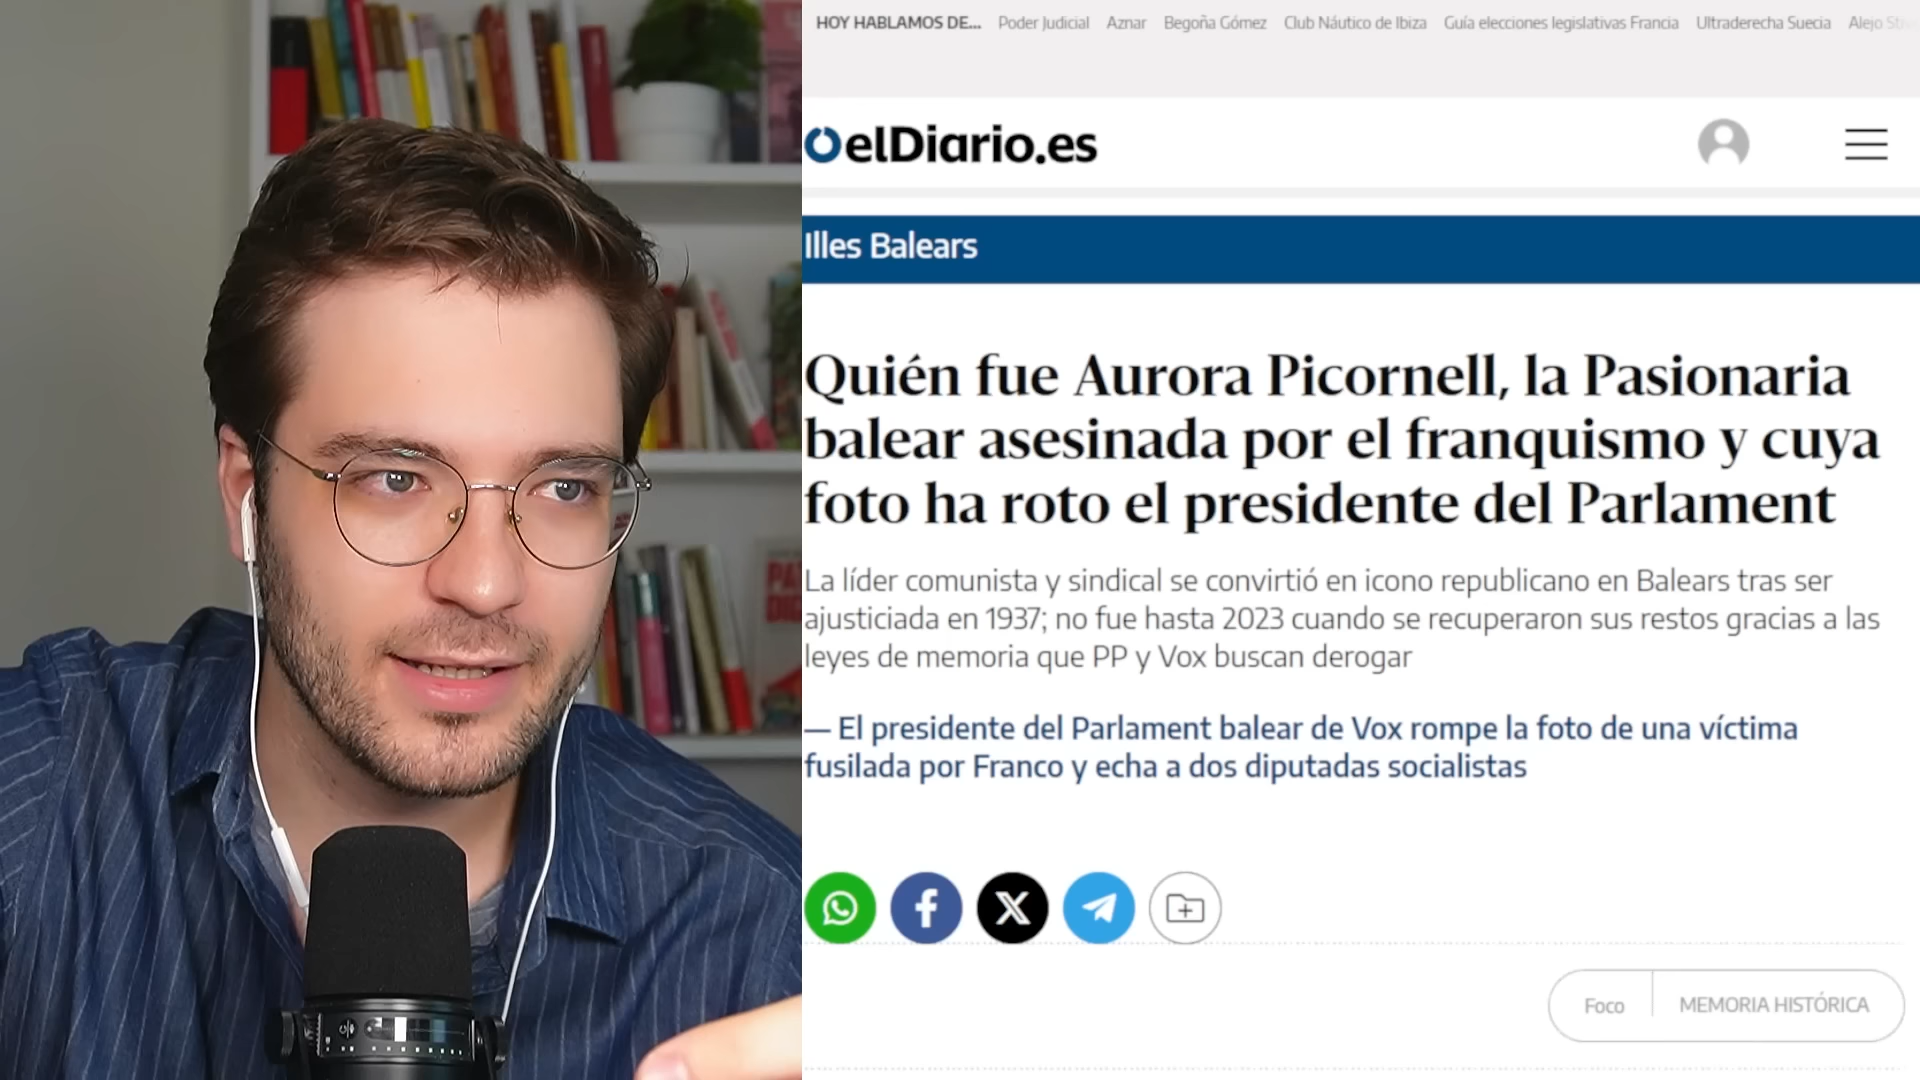 HOY HABLAMOS DE... Poder Judicial Aznar Begoña Gómez Club Náutico de Ibiza Guía elecciones legislativas Francia Ultraderecha Suecia Alejo
elDiario.es
Illes Balears
Quién fue Aurora Picornell, la Pasionaria
balear asesinada por el franquismo y cuya
foto ha roto el presidente del Parlament
La líder comunista y sindical se convirtió en icono republicano en Balears tras ser
ajusticiada en 1937; no fue hasta 2023 cuando se recuperaron sus restos gracias a las
leyes de memoria que PP y Vox buscan derogar
— El presidente del Parlament balear de Vox rompe la foto de una víctima
fusilada por Franco y echa a dos diputadas socialistas
Foco MEMORIA HISTÓRICA